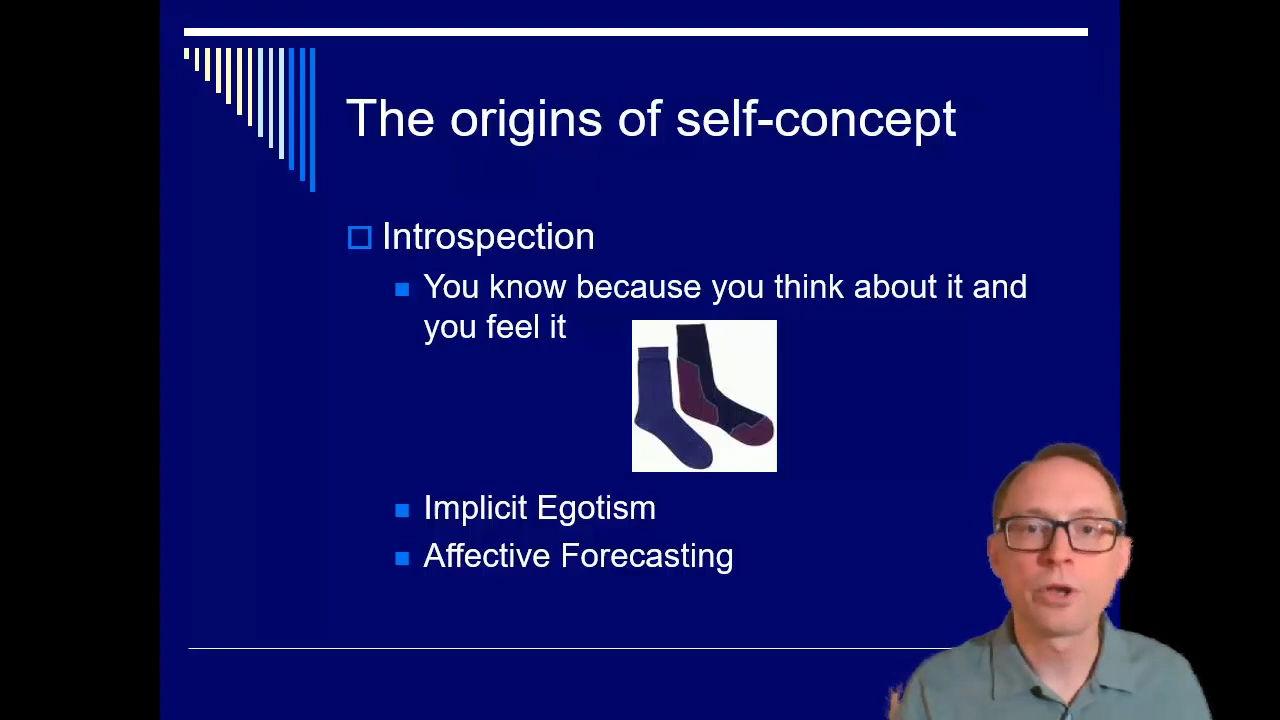 The origins of self-concept
Introspection
You know because you think about it and
you feel it
Implicit Egotism
Affective Forecasting